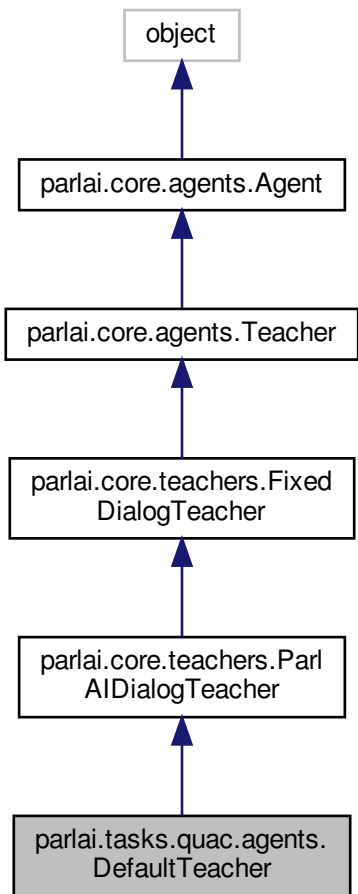 object
parlai.core.agents.Agent
parlai.core.agents.Teacher
parlai.core.teachers.Fixed
DialogTeacher
parlai.core.teachers.Parl
AIDialogTeacher
parlai.tasks.quac.agents.
DefaultTeacher